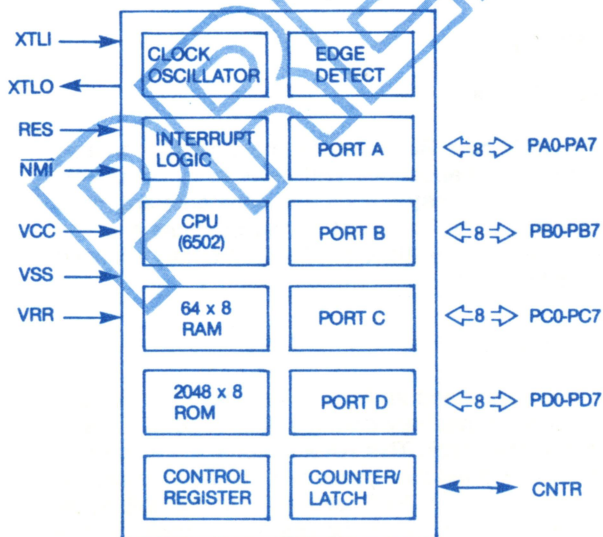 XTLI
CLOCK
OSCILLATOR
EDGE
DETECT
XTLO
RES
INTERRUPT
LOGIC
PORT A
8
PA0-PA7
NMI
VCC
CPU
(6502)
PORT B
8
PB0-PB7
VSS
VRR
64 x 8
RAM
PORT C
8
PC0-PC7
2048 x 8
ROM
PORT D
8
PD0-PD7
CONTROL
REGISTER
COUNTER/
LATCH
CNTR